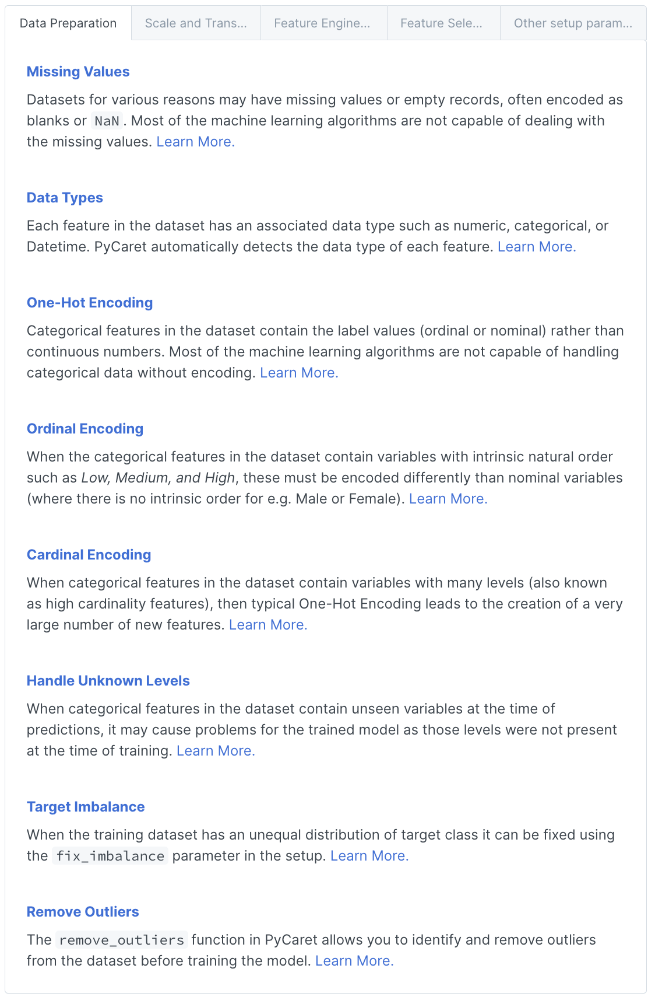 Data Preparation
Scale and Trans...
Feature Engine...
Feature Sele...
Other setup param...
Missing Values
Datasets for various reasons may have missing values or empty records, often encoded as
blanks or NaN. Most of the machine learning algorithms are not capable of dealing with
the missing values. Learn More.
Data Types
Each feature in the dataset has an associated data type such as numeric, categorical, or
Datetime. PyCaret automatically detects the data type of each feature. Learn More.
One-Hot Encoding
Categorical features in the dataset contain the label values (ordinal or nominal) rather than
continuous numbers. Most of the machine learning algorithms are not capable of handling
categorical data without encoding. Learn More.
Ordinal Encoding
When the categorical features in the dataset contain variables with intrinsic natural order
such as Low, Medium, and High, these must be encoded differently than nominal variables
(where there is no intrinsic order for e.g. Male or Female). Learn More.
Cardinal Encoding
When categorical features in the dataset contain variables with many levels (also known
as high cardinality features), then typical One-Hot Encoding leads to the creation of a very
large number of new features. Learn More.
Handle Unknown Levels
When categorical features in the dataset contain unseen variables at the time of
predictions, it may cause problems for the trained model as those levels were not present
at the time of training. Learn More.
Target Imbalance
When the training dataset has an unequal distribution of target class it can be fixed using
the fix_imbalance parameter in the setup. Learn More.
Remove Outliers
The remove_outliers function in PyCaret allows you to identify and remove outliers
from the dataset before training the model. Learn More.